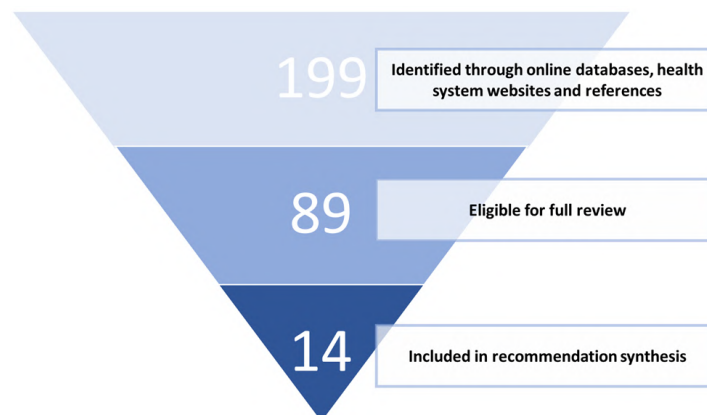 199
Identified through online databases, health
system websites and references
89
Eligible for full review
14
Included in recommendation synthesis